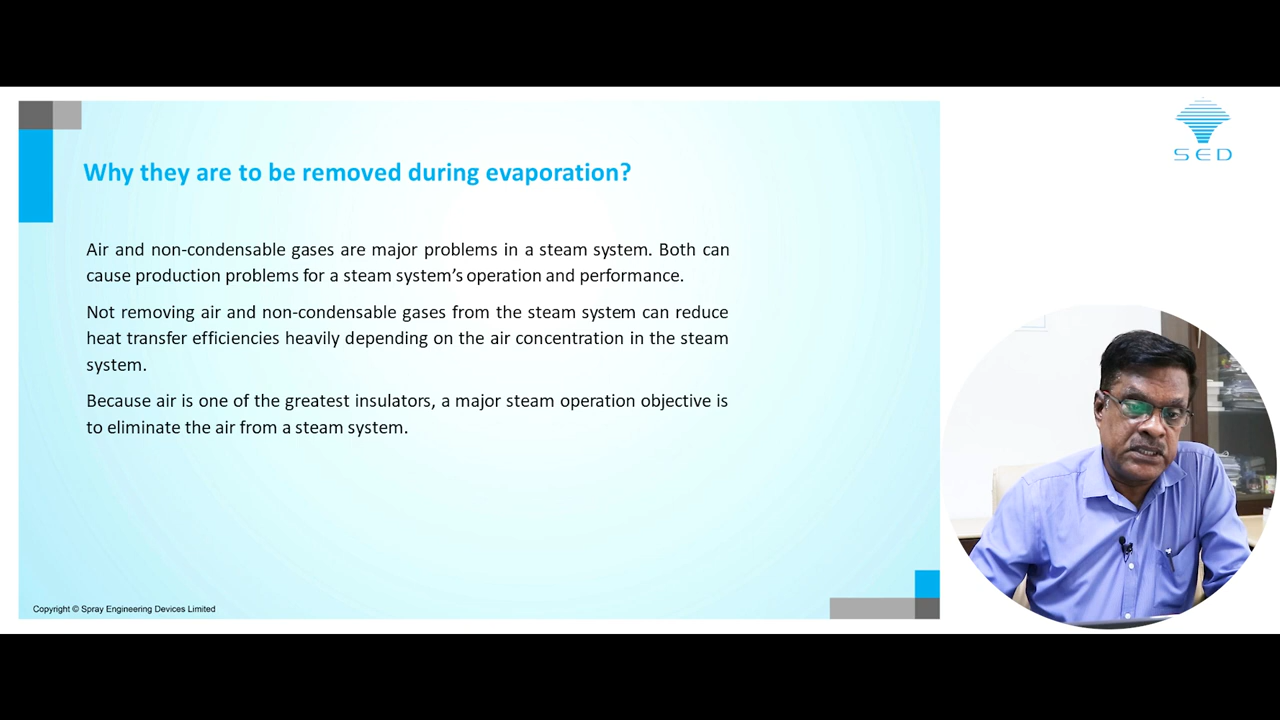 SED
Why they are to be removed during evaporation?
Air and non-condensable gases are major problems in a steam system. Both can
cause production problems for a steam system’s operation and performance.
Not removing air and non-condensable gases from the steam system can reduce
heat transfer efficiencies heavily depending on the air concentration in the steam
system.
Because air is one of the greatest insulators, a major steam operation objective is
to eliminate the air from a steam system.
Copyright © Spray Engineering Devices Limited